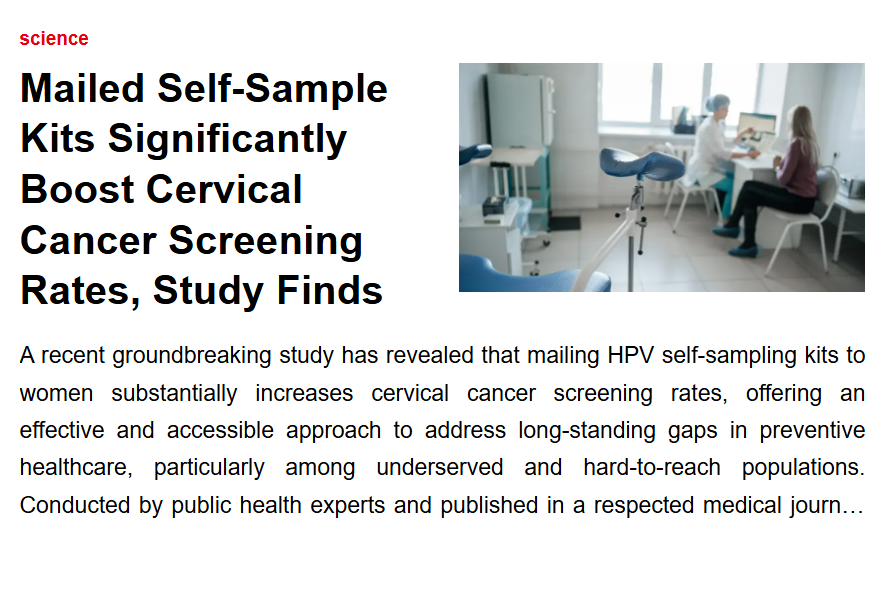 science
Mailed Self-Sample
Kits Significantly
Boost Cervical
Cancer Screening
Rates, Study Finds
A recent groundbreaking study has revealed that mailing HPV self-sampling kits to
women substantially increases cervical cancer screening rates, offering an
effective and accessible approach to address long-standing gaps in preventive
healthcare, particularly among underserved and hard-to-reach populations.
Conducted by public health experts and published in a respected medical journ…